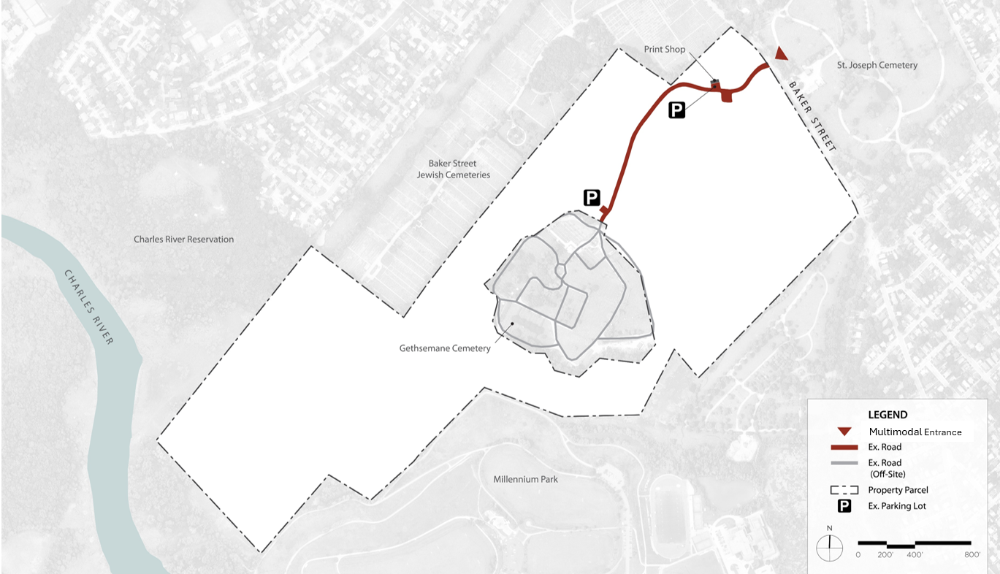 Print Shop
St. Joseph Cemetery
BAKER STREET
P
Baker Street
Jewish Cemeteries
P
Charles River Reservation
CHARLES RIVER
Gethsemane Cemetery
Millennium Park
LEGEND
Multimodal Entrance
Ex. Road
Ex. Road
(Off-Site)
Property Parcel
P Ex. Parking Lot
N
0 200' 400' 800'